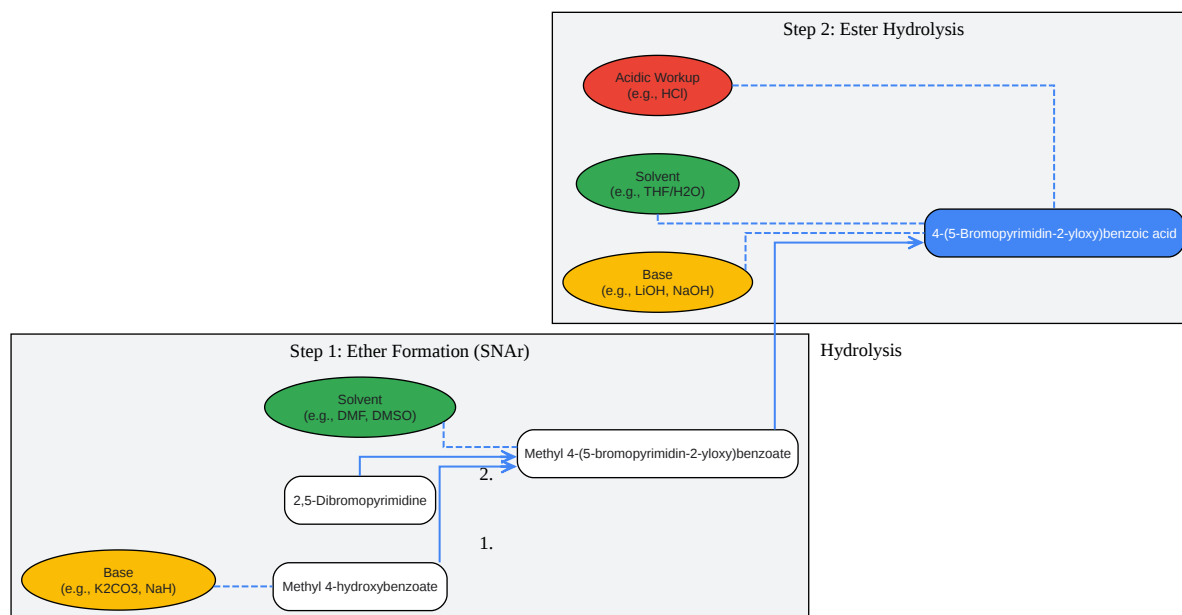 Step 2: Ester Hydrolysis
Acidic Workup
(e.g., HCl)
Solvent
(e.g., THF/H2O)
4-(5-Bromopyrimidin-2-yloxy)benzoic acid
Base
(e.g., LiOH, NaOH)
Step 1: Ether Formation (SNAr)
Hydrolysis
Solvent
(e.g., DMF, DMSO)
Methyl 4-(5-bromopyrimidin-2-yloxy)benzoate
2.
2,5-Dibromopyrimidine
1.
Base
(e.g., K2CO3, NaH)
Methyl 4-hydroxybenzoate